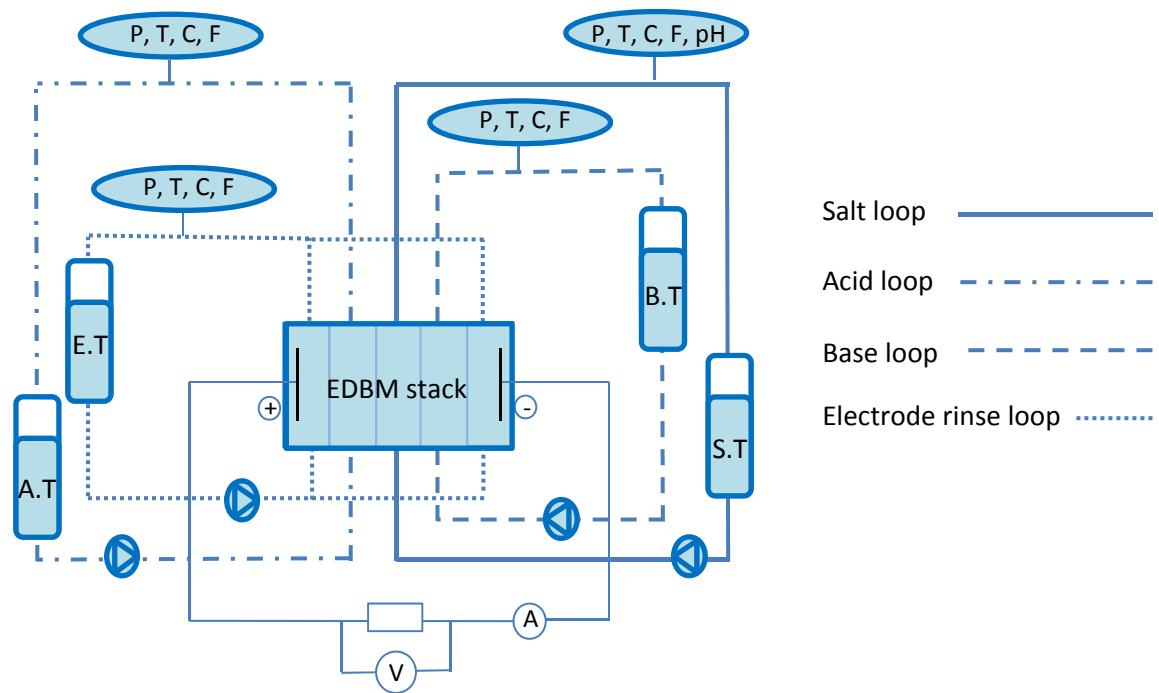 P, T, C, F
P, T, C, F, pH
P, T, C, F
P, T, C, F
Salt loop
Acid loop
Base loop
Electrode rinse loop
B.T
E.T
EDBM stack
+
-
S.T
A.T
A
V